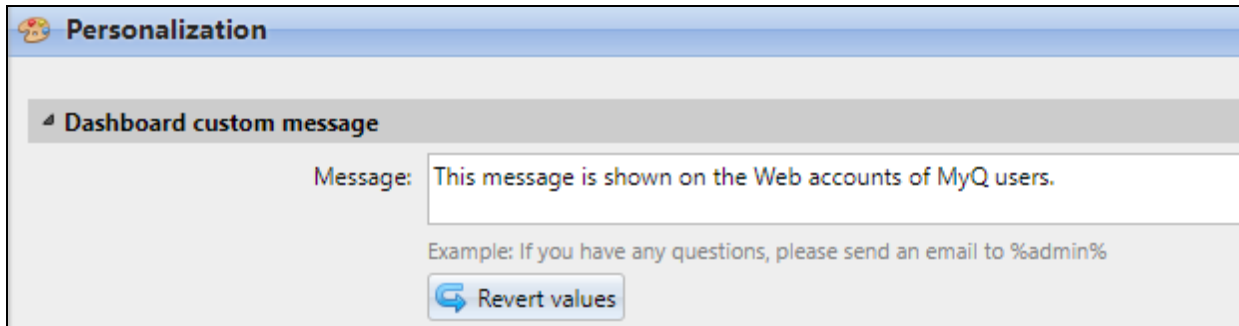 Personalization
Dashboard custom message
Message: This message is shown on the Web accounts of MyQ users.
Example: If you have any questions, please send an email to %admin%
Revert values